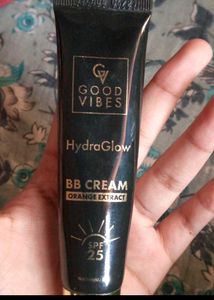 GV
GOOD
VIBES
HydraGlow
BB CREAM
ORANGE EXTRACT
SPF
25